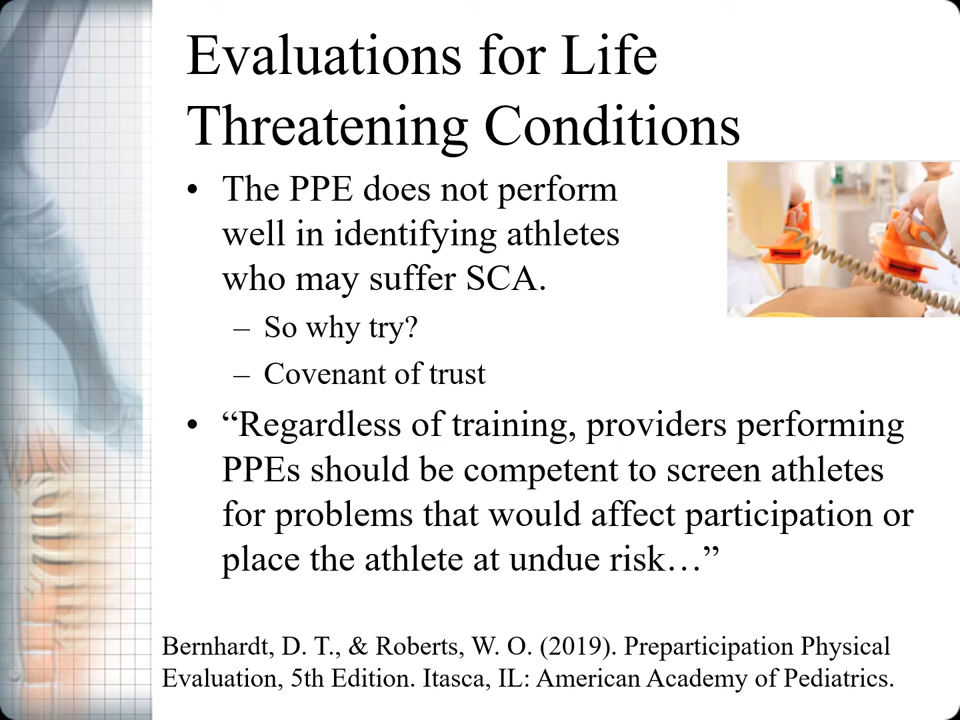 Evaluations for Life
Threatening Conditions
• The PPE does not perform
well in identifying athletes
who may suffer SCA.
– So why try?
– Covenant of trust
• “Regardless of training, providers performing
PPEs should be competent to screen athletes
for problems that would affect participation or
place the athlete at undue risk…”
Bernhardt, D. T., & Roberts, W. O. (2019). Preparticipation Physical
Evaluation, 5th Edition. Itasca, IL: American Academy of Pediatrics.